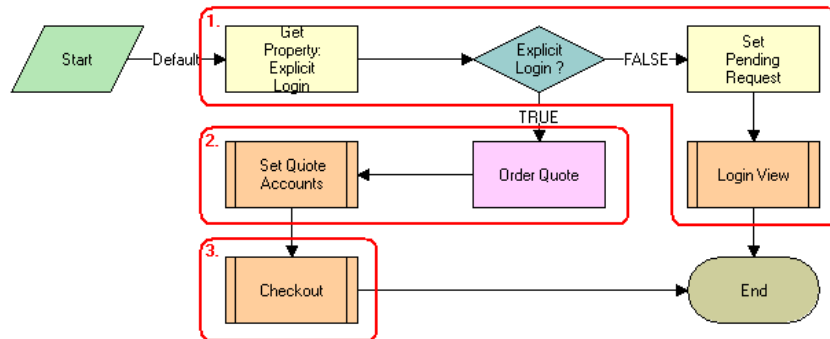 1.
Start
Default
Get
Property:
Explicit
Login
Explicit
Login ?
FALSE
Set
Pending
Request
TRUE
2.
Set Quote
Accounts
Order Quote
Login View
3.
Checkout
End